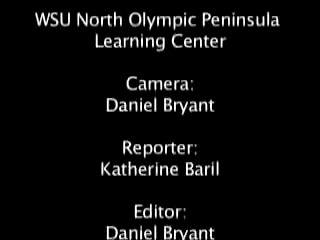 WSU North Olympic Peninsula
Learning Center
Camera:
Daniel Bryant
Reporter:
Katherine Baril
Editor:
Daniel Bryant